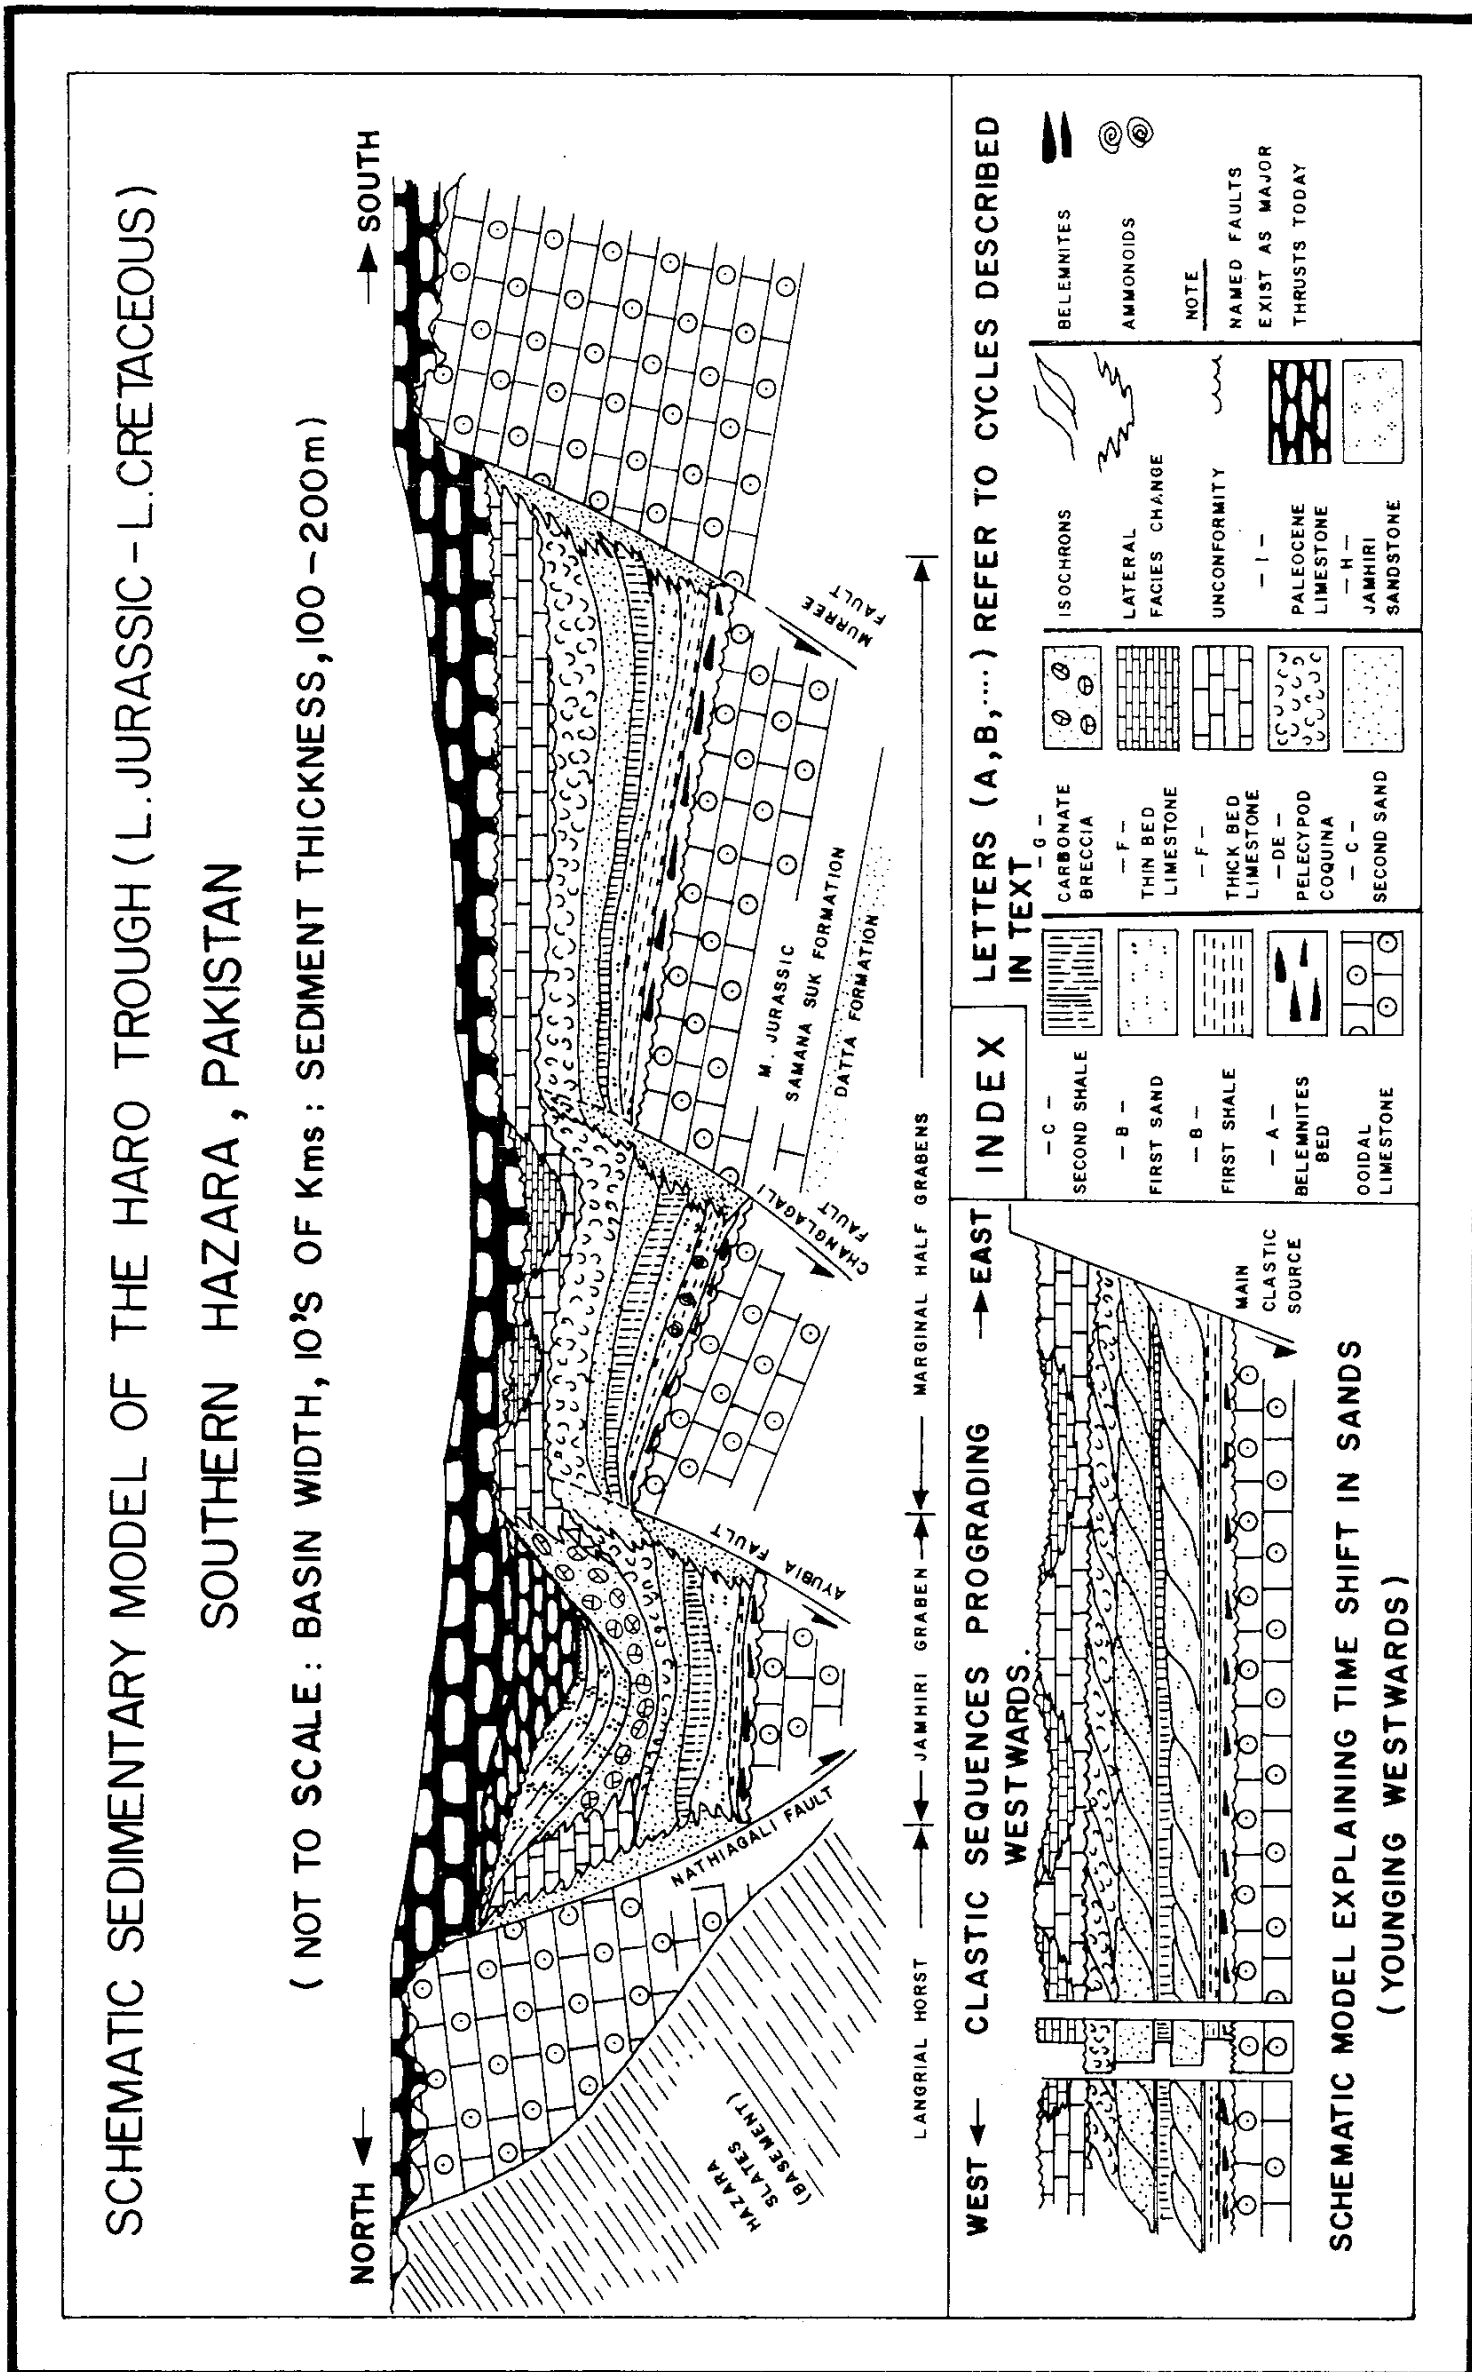 SCHEMATIC SEDIMENTARY MODEL OF THE HARO TROUGH (L. JURASSIC - L. CRETACEOUS)
SOUTHERN HAZARA, PAKISTAN
(NOT TO SCALE: BASIN WIDTH, 10'S OF Kms: SEDIMENT THICKNESS, 100-200m)
NORTH
SOUTH
HAZARA
SLATES
(BASEMENT)
NATHIAGALI FAULT
AYUBIA FAULT
CHANGLAGALI
FAULT
M. JURASSIC
SAMANA SUK FORMATION
DATTA FORMATION
MURREE
FAULT
LANGRIAL HORST
JAMHIRI GRABEN
MARGINAL HALF GRABENS
WEST
CLASTIC SEQUENCES PROGRADING
WESTWARDS.
EAST
MAIN
CLASTIC
SOURCE
SCHEMATIC MODEL EXPLAINING TIME SHIFT IN SANDS
(YOUNGING WESTWARDS)
INDEX
LETTERS (A,B,....) REFER TO CYCLES DESCRIBED
IN TEXT
- C -
SECOND SHALE
- B -
FIRST SAND
- B -
FIRST SHALE
- A -
BELEMNITES
BED
OOIDAL
LIMESTONE
- G -
CARBONATE
BRECCIA
- F -
THIN BED
LIMESTONE
- F -
THICK BED
LIMESTONE
- DE -
PELECYPOD
COQUINA
- C -
SECOND SAND
ISOCHRONS
LATERAL
FACIES CHANGE
UNCONFORMITY
- I -
PALEOCENE
LIMESTONE
- H -
JAMHIRI
SANDSTONE
BELEMNITES
AMMONOIDS
NOTE
NAMED FAULTS
EXIST AS MAJOR
THRUSTS TODAY